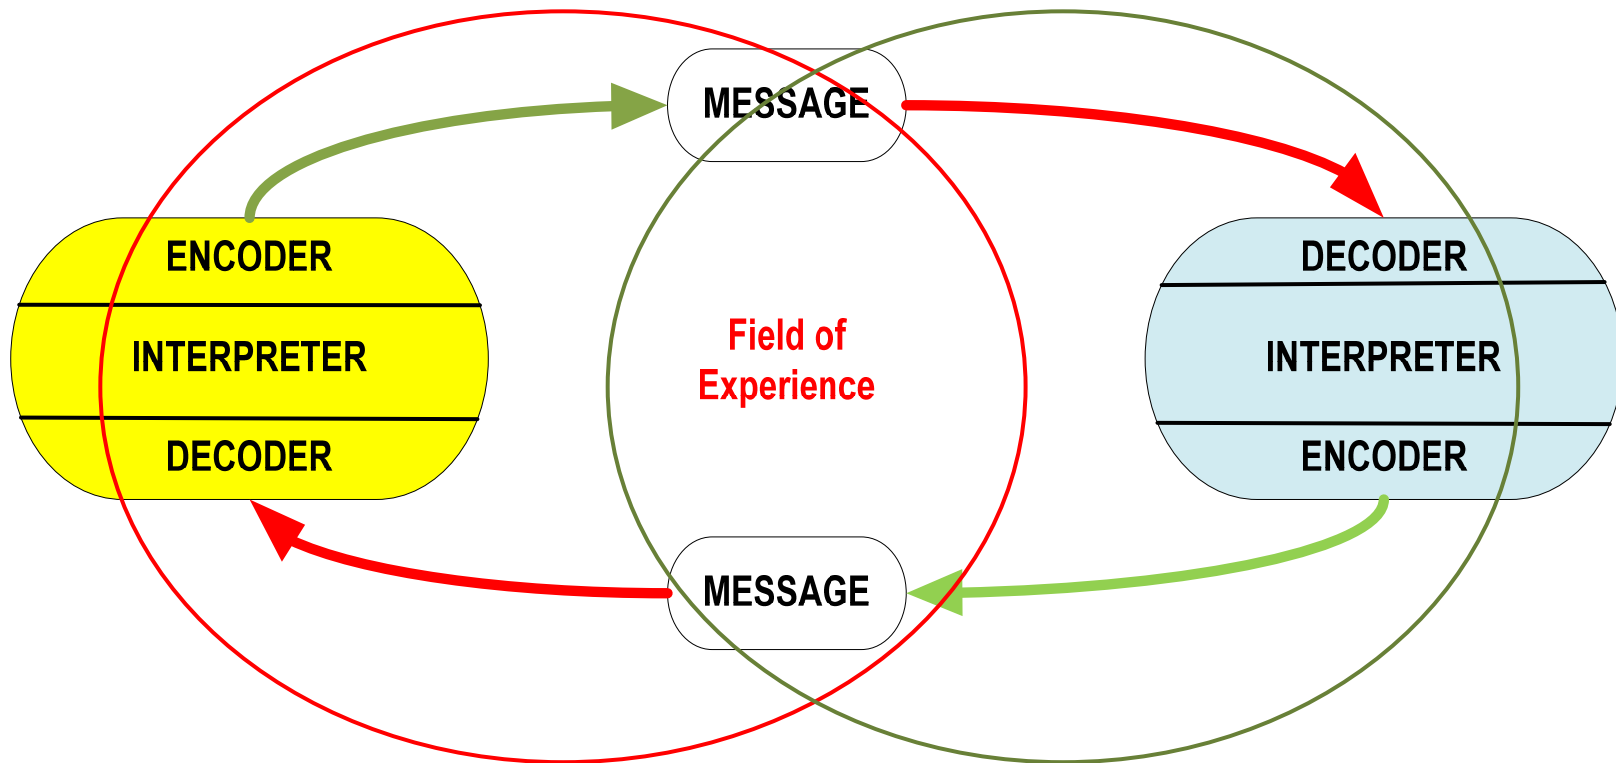 MESSAGE
ENCODER
INTERPRETER
DECODER
Field of
Experience
DECODER
INTERPRETER
ENCODER
MESSAGE